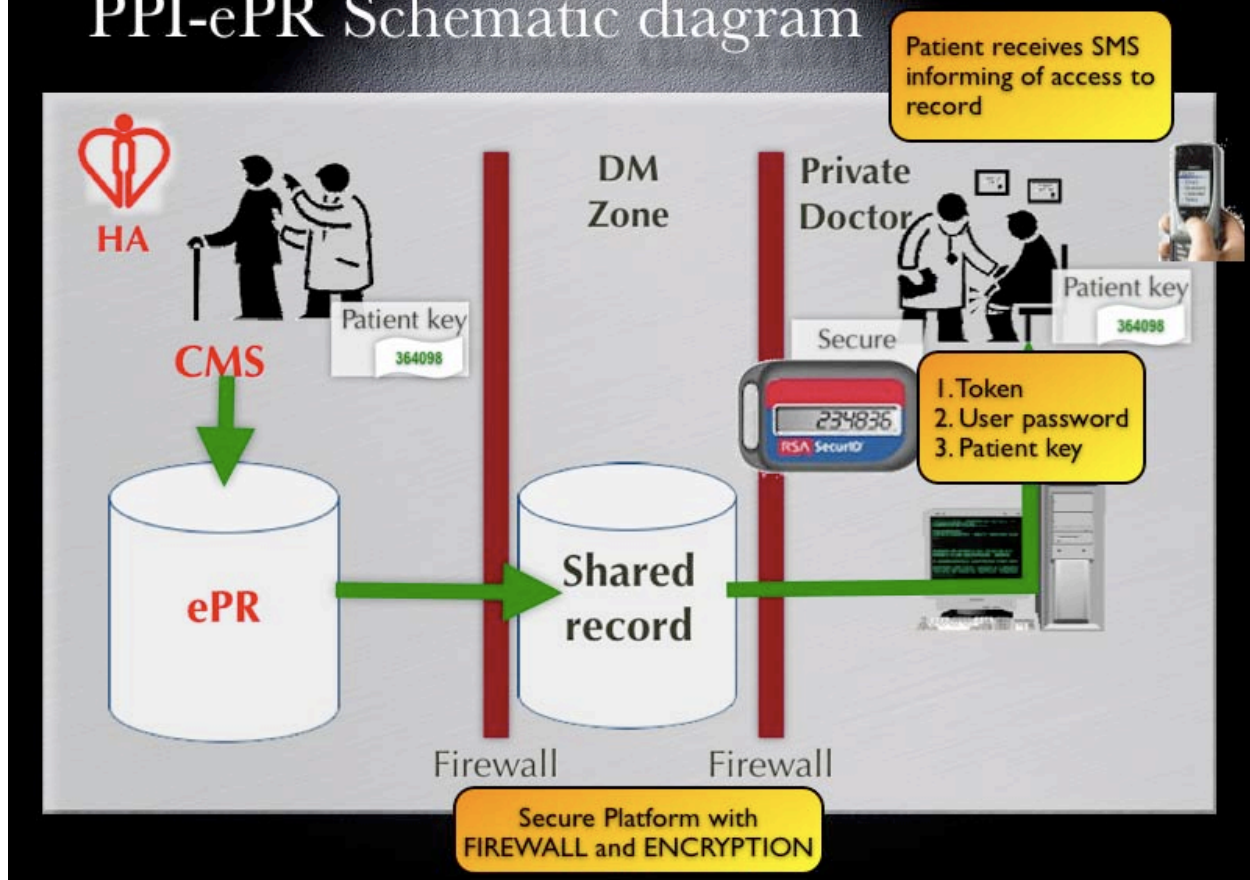 PPI-ePR Schematic diagram
Patient receives SMS
informing of access to
record
HA
DM
Zone
Private
Doctor
Patient key
364098
CMS
Secure
Patient key
364098
234836
RSA SecurID
1. Token
2. User password
3. Patient key
ePR
Shared
record
Firewall
Firewall
Secure Platform with
FIREWALL and ENCRYPTION